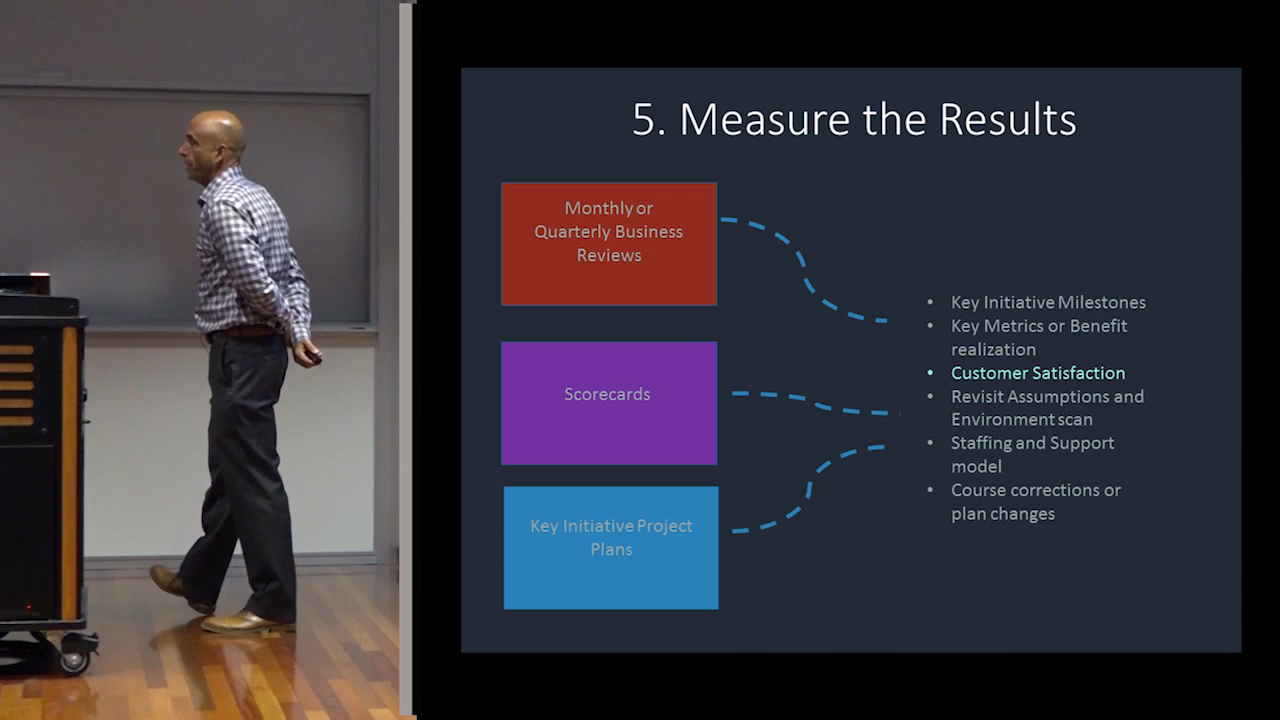 5. Measure the Results
Monthly or
Quarterly Business
Reviews
Scorecards
Key Initiative Project
Plans
• Key Initiative Milestones
• Key Metrics or Benefit
realization
• Customer Satisfaction
• Revisit Assumptions and
Environment scan
• Staffing and Support
model
• Course corrections or
plan changes